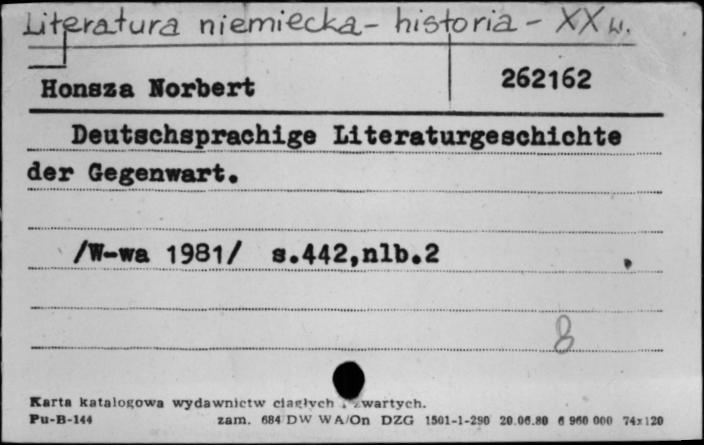 Literatura niemiecka - historia - XX w.
Honsza Norbert 262162
Deutschsprachige Literaturgeschichte
der Gegenwart.
/W-wa 1981/ s.442,nlb.2
8
Karta katalogowa wydawnictw ciągłych i zwartych.
Pu-B-144 zam. 684 DW WA/On DZG 1501-1-290 20.06.80 6 960 000 74x120